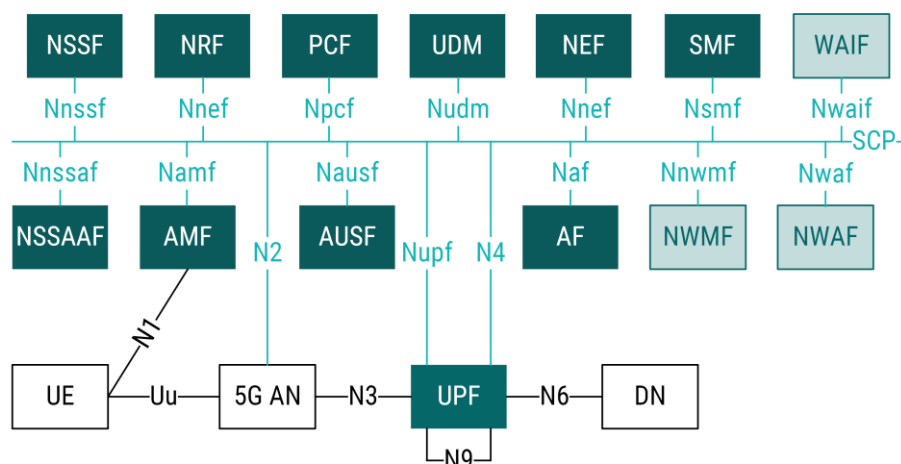 NSSF NRF PCF UDM NEF SMF WAIF
Nnssf Nnef Npcf Nudm Nnef Nsmf Nwaif
SCP
Nnssaf Namf Nausf Naf Nnwmf Nwaf
NSSAAF AMF N2 AUSF Nupf N4 AF NWMF NWAF
N1
UE Uu 5G AN N3 UPF N6 DN
N9